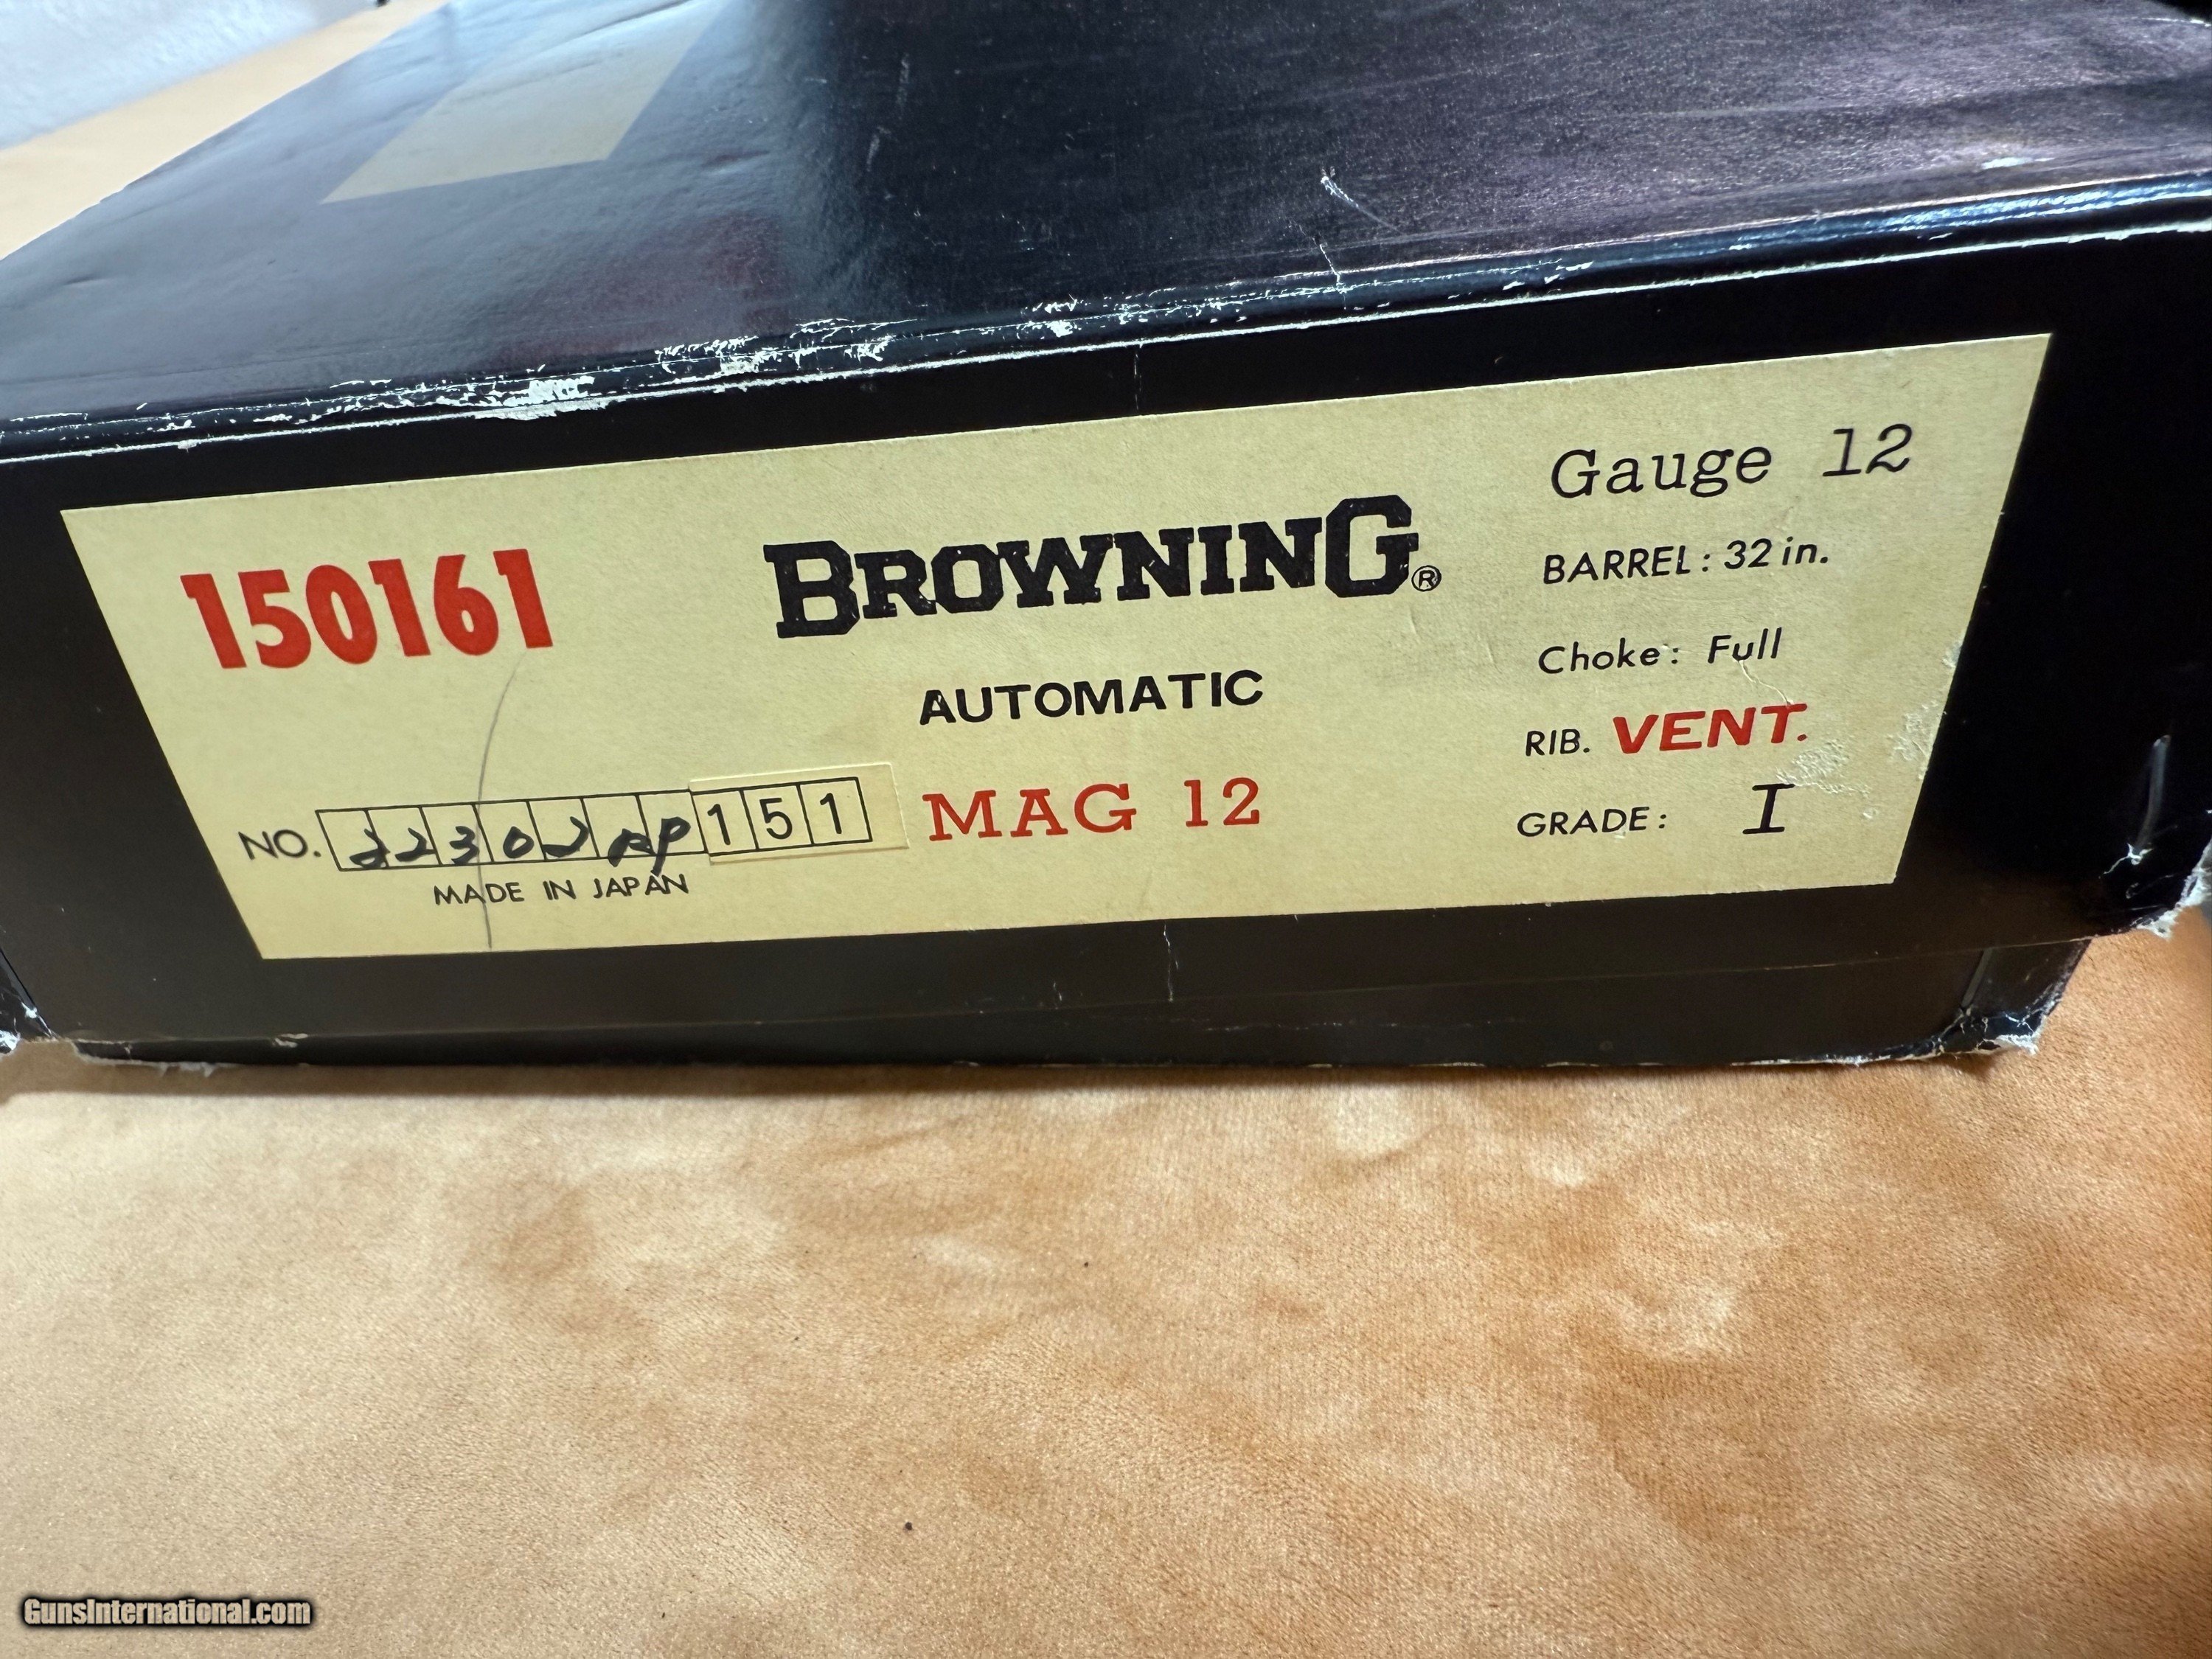 150161
BROWNING®
AUTOMATIC
MAG 12
NO. 22302RP151
MADE IN JAPAN
Gauge 12
BARREL: 32 in.
Choke: Full
RIB. VENT.
GRADE: I
GunsInternational.com